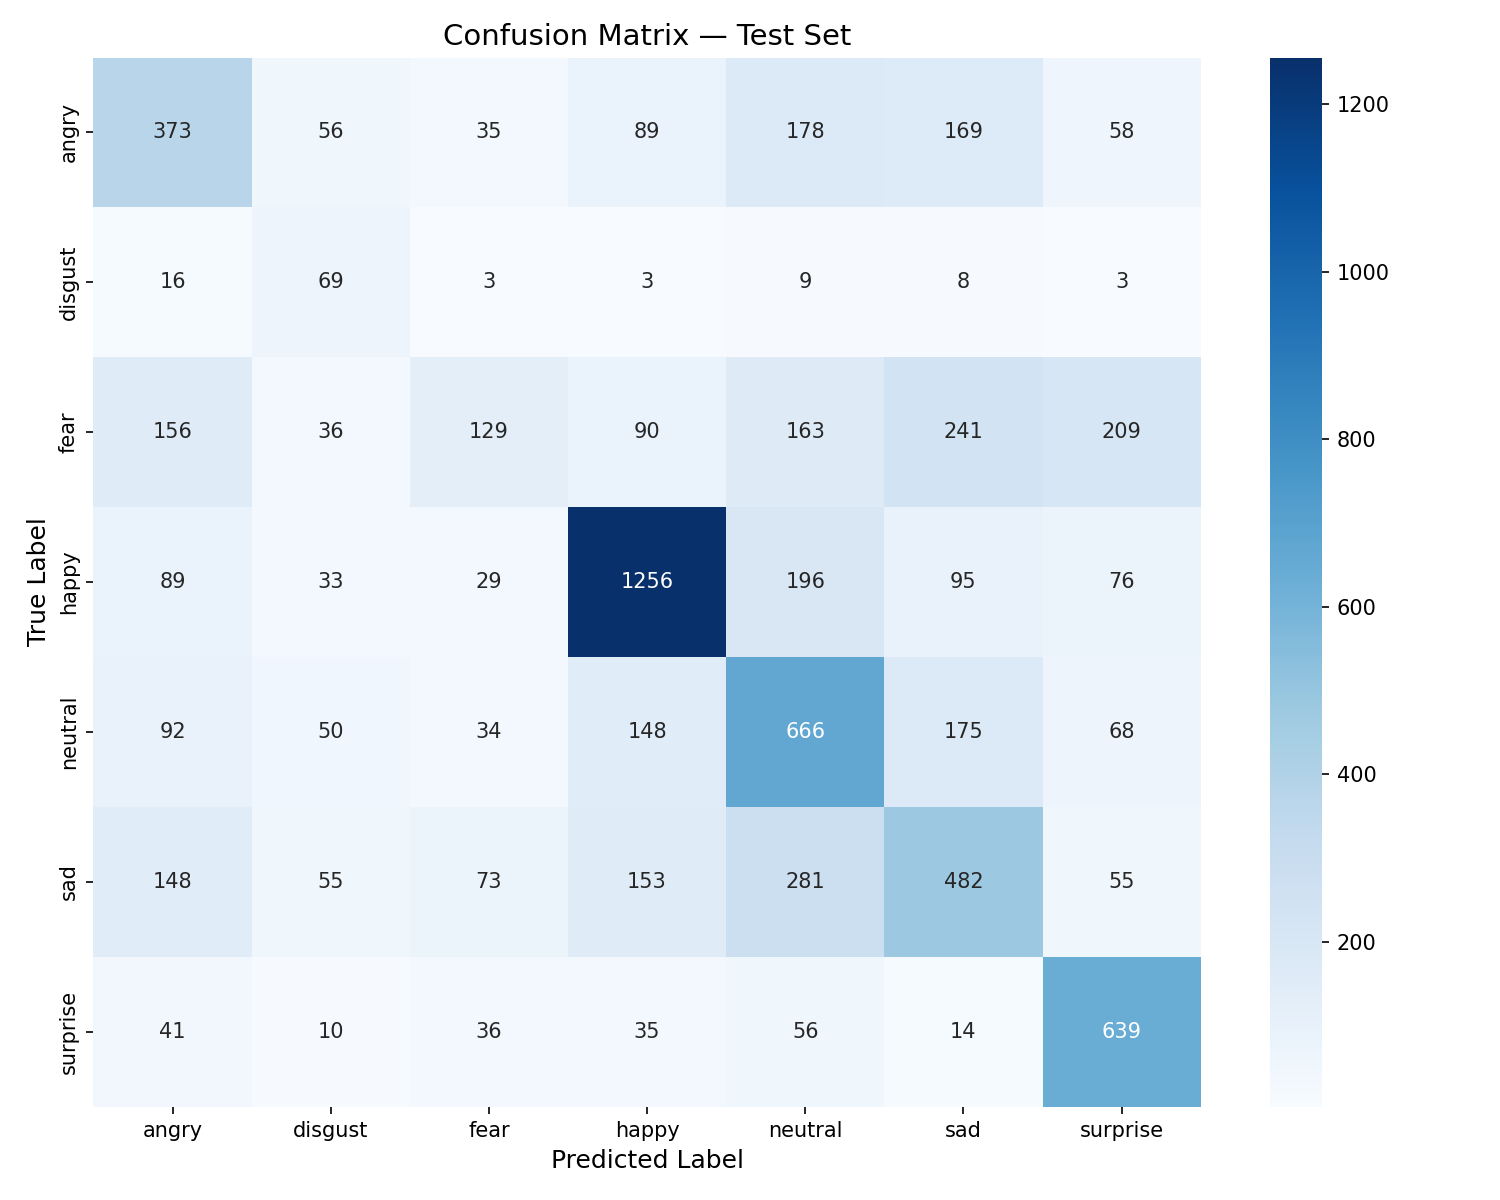 Confusion Matrix — Test Set
angry 373 56 35 89 178 169 58
disgust 16 69 3 3 9 8 3
fear 156 36 129 90 163 241 209
happy 89 33 29 1256 196 95 76
neutral 92 50 34 148 666 175 68
sad 148 55 73 153 281 482 55
surprise 41 10 36 35 56 14 639
angry disgust fear happy neutral sad surprise
True Label
Predicted Label
1200
1000
800
600
400
200